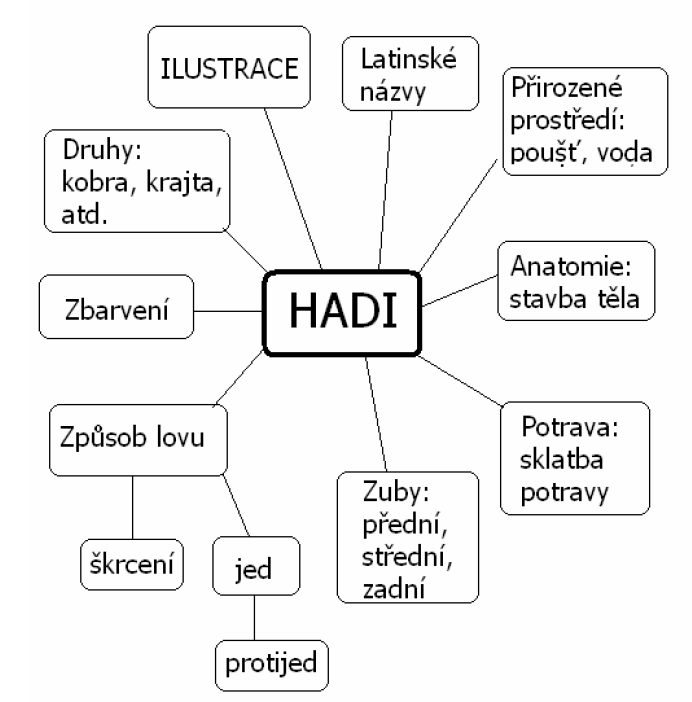 ILUSTRACE
Latinské
názvy
Přirozené
prostředí:
poušť, voda
Druhy:
kobra, krajta,
atd.
Anatomie:
stavba těla
Zbarvení
HADI
Způsob lovu
Potrava:
sklatba
potravy
Zuby:
přední,
střední,
zadní
škrcení
jed
protijed